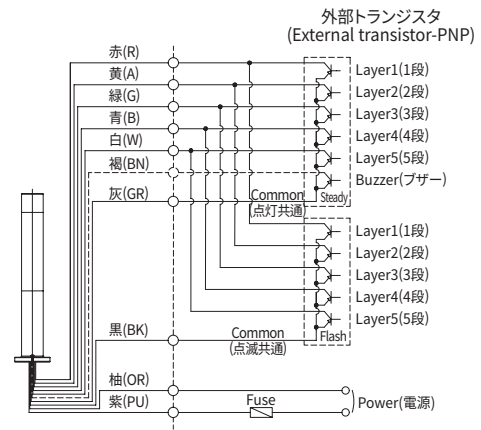 外部トランジスタ
(External transistor-PNP)
赤(R)
黄(A)
緑(G)
青(B)
白(W)
褐(BN)
灰(GR)
Layer1(1段)
Layer2(2段)
Layer3(3段)
Layer4(4段)
Layer5(5段)
Buzzer(ブザー)
Common
(点灯共通)
Steady
Layer1(1段)
Layer2(2段)
Layer3(3段)
Layer4(4段)
Layer5(5段)
黒(BK)
Common
(点滅共通)
Flash
柚(OR)
紫(PU)
Fuse
Power(電源)